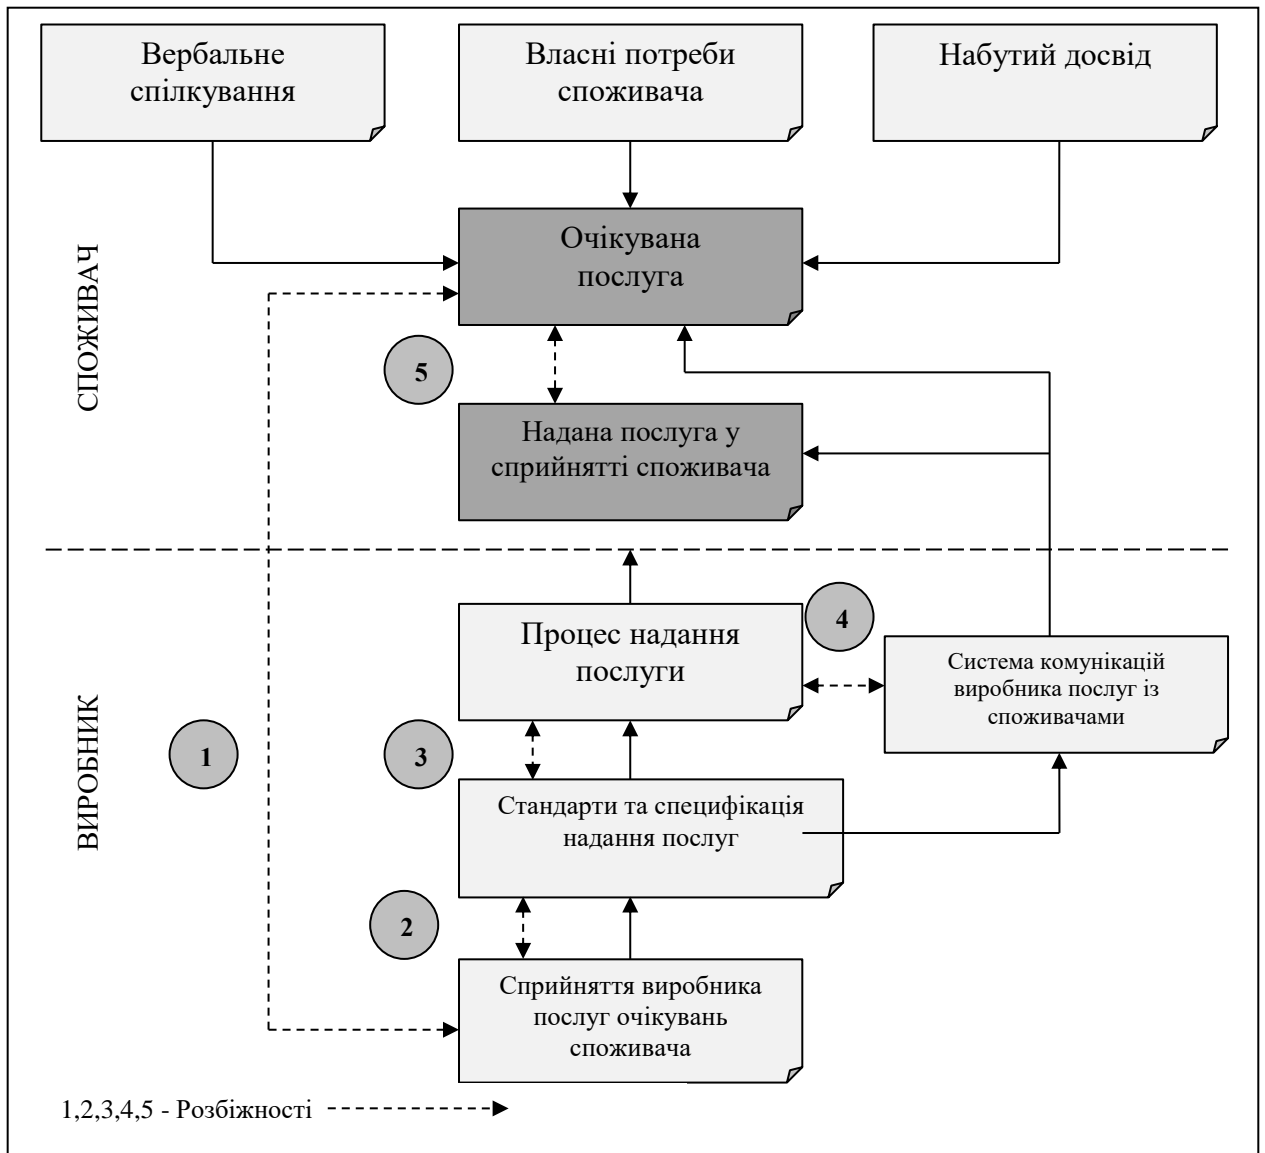 Вербальне
спілкування
Власні потреби
споживача
Набутий досвід
СПОЖИВАЧ
Очікувана
послуга
5
Надана послуга у
сприйнятті споживача
ВИРОБНИК
Процес надання
послуги
4
Система комунікацій
виробника послуг із
споживачами
1
3
Стандарти та специфікація
надання послуг
2
Сприйняття виробника
послуг очікувань
споживача
1,2,3,4,5 - Розбіжності